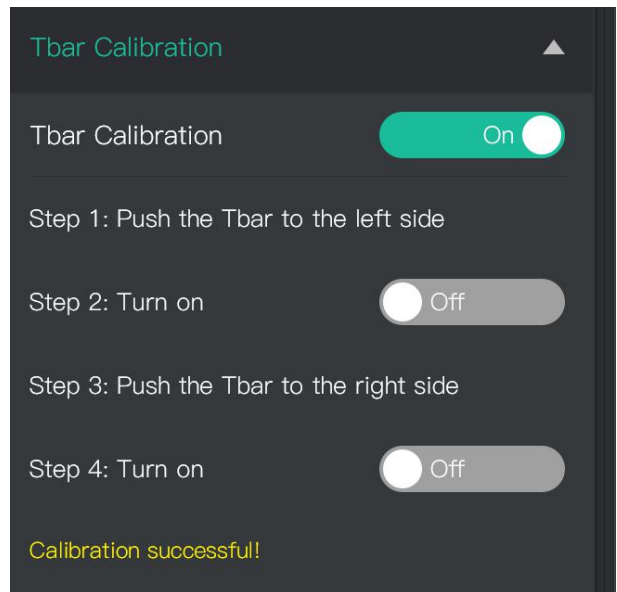 Tbar Calibration
Tbar Calibration On
Step 1: Push the Tbar to the left side
Step 2: Turn on Off
Step 3: Push the Tbar to the right side
Step 4: Turn on Off
Calibration successful!